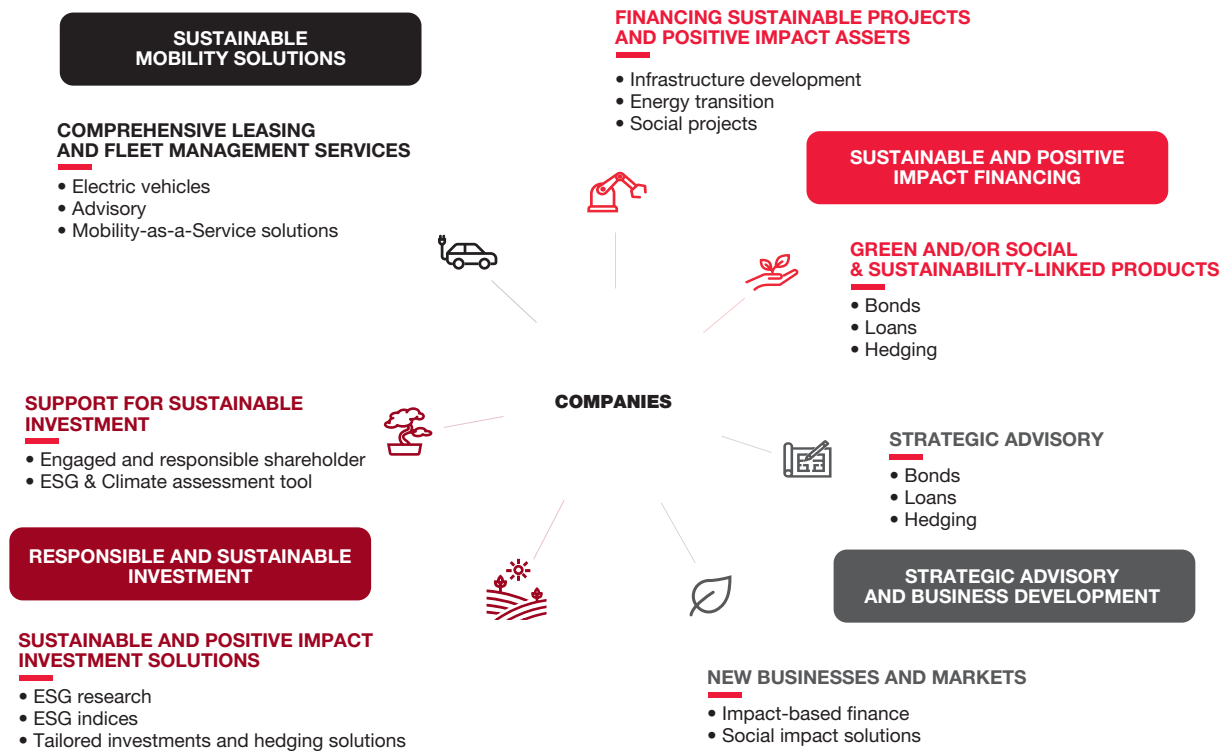 SUSTAINABLE
MOBILITY SOLUTIONS
COMPREHENSIVE LEASING
AND FLEET MANAGEMENT SERVICES
• Electric vehicles
• Advisory
• Mobility-as-a-Service solutions
FINANCING SUSTAINABLE PROJECTS
AND POSITIVE IMPACT ASSETS
• Infrastructure development
• Energy transition
• Social projects
SUSTAINABLE AND POSITIVE
IMPACT FINANCING
GREEN AND/OR SOCIAL
& SUSTAINABILITY-LINKED PRODUCTS
• Bonds
• Loans
• Hedging
COMPANIES
SUPPORT FOR SUSTAINABLE
INVESTMENT
• Engaged and responsible shareholder
• ESG & Climate assessment tool
STRATEGIC ADVISORY
• Bonds
• Loans
• Hedging
RESPONSIBLE AND SUSTAINABLE
INVESTMENT
STRATEGIC ADVISORY
AND BUSINESS DEVELOPMENT
SUSTAINABLE AND POSITIVE IMPACT
INVESTMENT SOLUTIONS
• ESG research
• ESG indices
• Tailored investments and hedging solutions
NEW BUSINESSES AND MARKETS
• Impact-based finance
• Social impact solutions